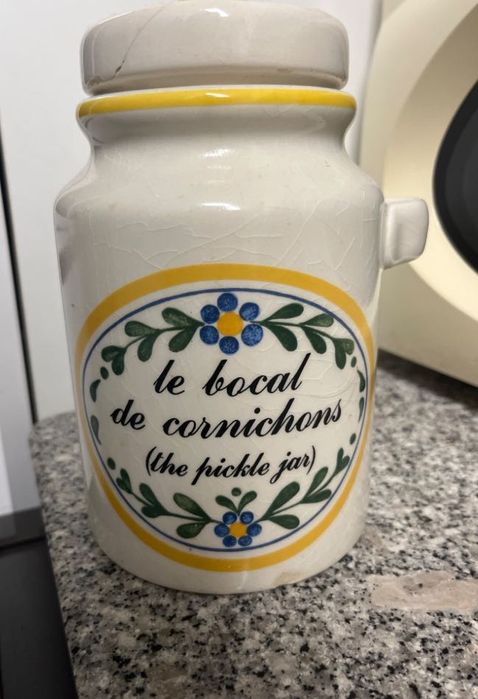 le bocal
de cornichons
(the pickle jar)